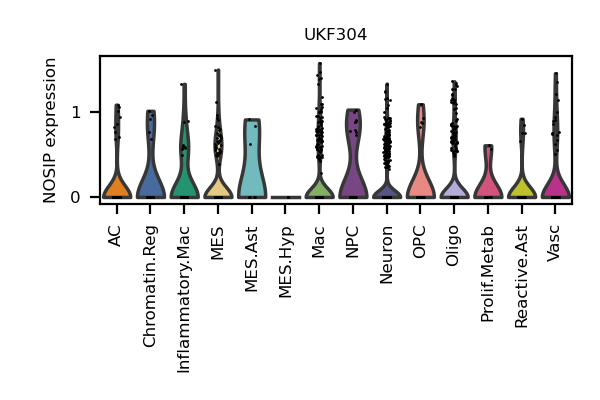 UKF304
NOSIP expression
1
0
AC
Chromatin.Reg
Inflammatory.Mac
MES
MES.Ast
MES.Hyp
Mac
NPC
Neuron
OPC
Oligo
Prolif.Metab
Reactive.Ast
Vasc